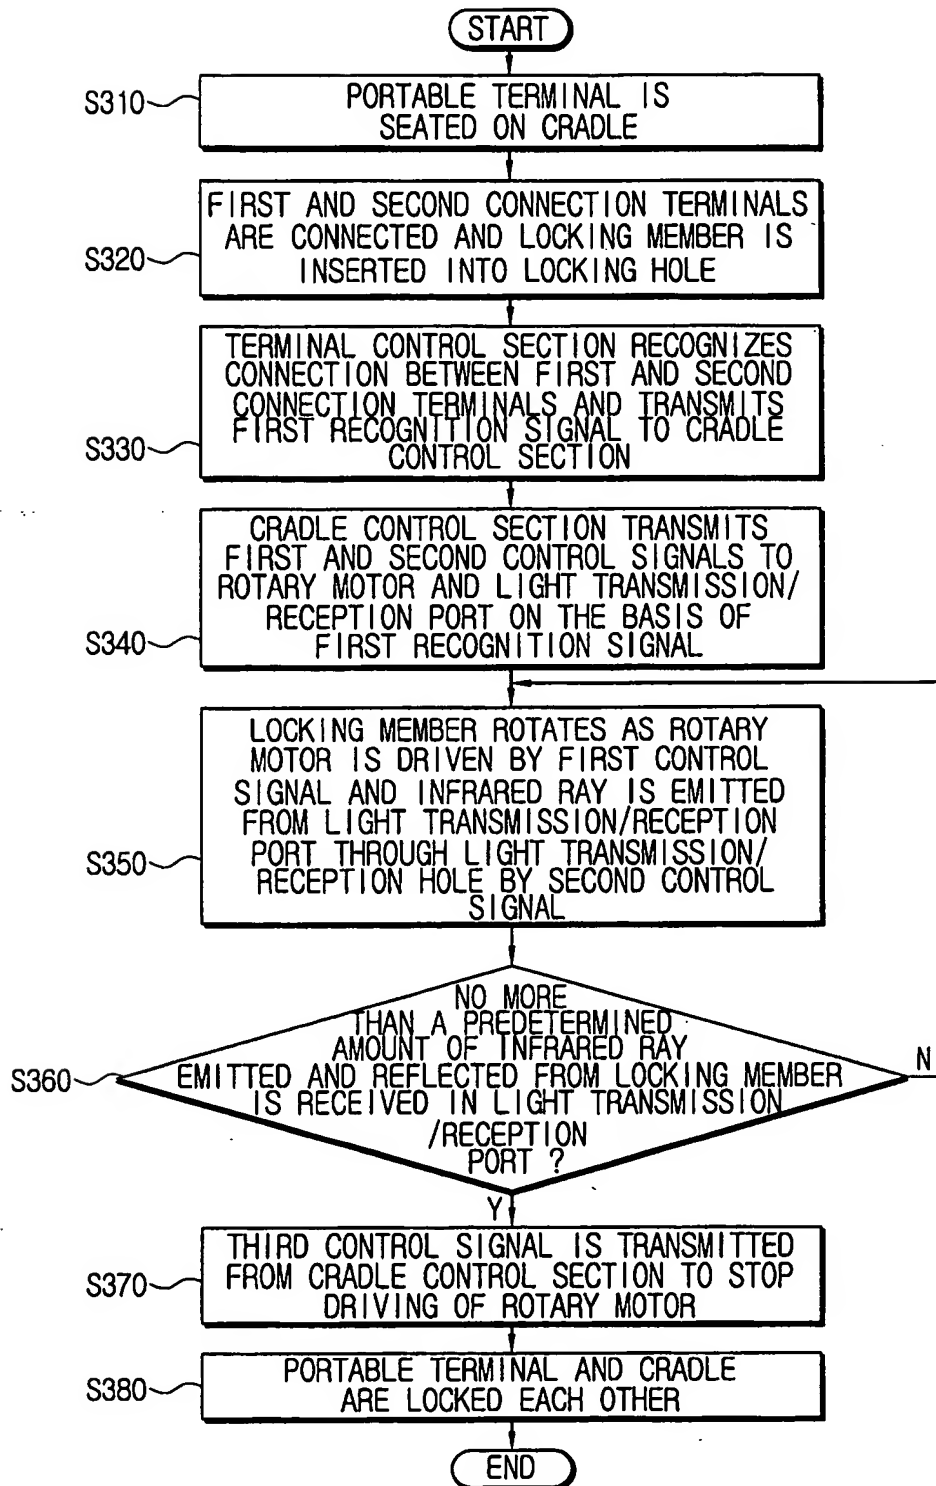 START
S310
PORTABLE TERMINAL IS
SEATED ON CRADLE
S320
FIRST AND SECOND CONNECTION TERMINALS
ARE CONNECTED AND LOCKING MEMBER IS
INSERTED INTO LOCKING HOLE
S330
TERMINAL CONTROL SECTION RECOGNIZES
CONNECTION BETWEEN FIRST AND SECOND
CONNECTION TERMINALS AND TRANSMITS
FIRST RECOGNITION SIGNAL TO CRADLE
CONTROL SECTION
S340
CRADLE CONTROL SECTION TRANSMITS
FIRST AND SECOND CONTROL SIGNALS TO
ROTARY MOTOR AND LIGHT TRANSMISSION/
RECEPTION PORT ON THE BASIS OF
FIRST RECOGNITION SIGNAL
S350
LOCKING MEMBER ROTATES AS ROTARY
MOTOR IS DRIVEN BY FIRST CONTROL
SIGNAL AND INFRARED RAY IS EMITTED
FROM LIGHT TRANSMISSION/RECEPTION
PORT THROUGH LIGHT TRANSMISSION/
RECEPTION HOLE BY SECOND CONTROL
SIGNAL
S360
NO MORE
THAN A PREDETERMINED
AMOUNT OF INFRARED RAY
EMITTED AND REFLECTED FROM LOCKING MEMBER
IS RECEIVED IN LIGHT TRANSMISSION
/RECEPTION
PORT ?
N
Y
S370
THIRD CONTROL SIGNAL IS TRANSMITTED
FROM CRADLE CONTROL SECTION TO STOP
DRIVING OF ROTARY MOTOR
S380
PORTABLE TERMINAL AND CRADLE
ARE LOCKED EACH OTHER
END